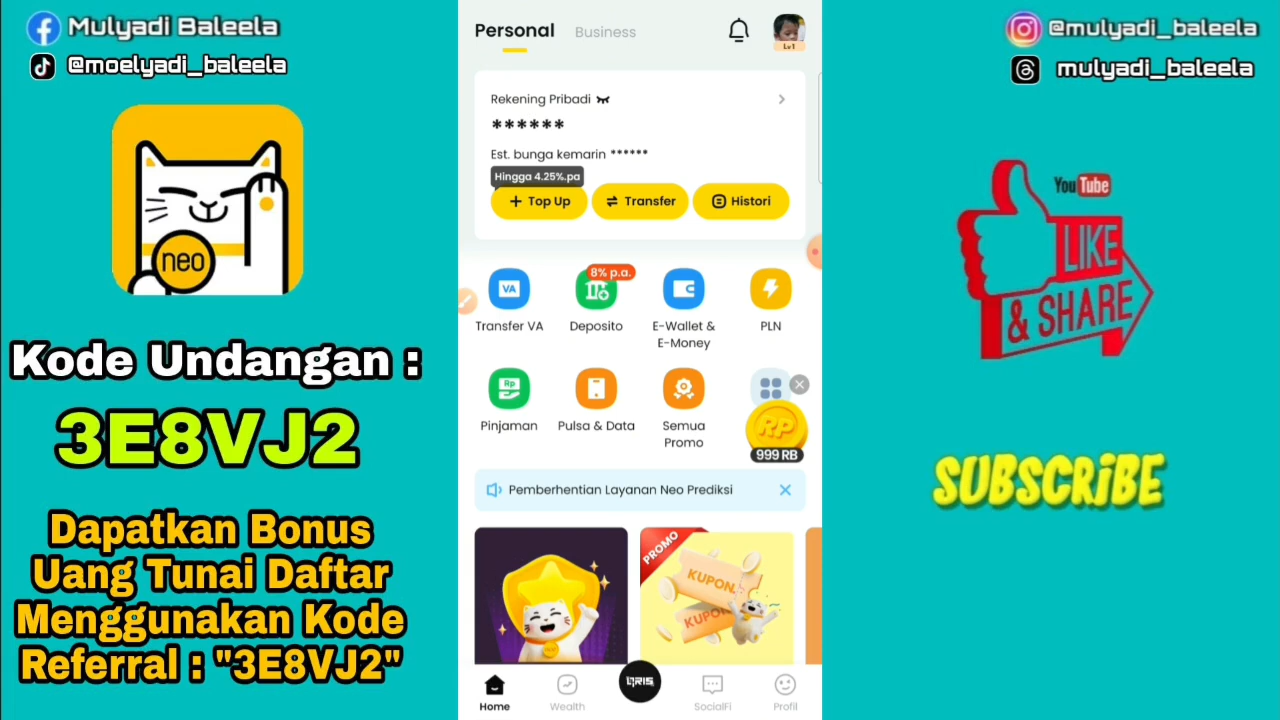 Mulyadi Baleela
@moelyadi_baleela
neo
Kode Undangan :
3E8VJ2
Dapatkan Bonus
Uang Tunai Daftar
Menggunakan Kode
Referral : "3E8VJ2"
Personal
Business
Lv1
Rekening Pribadi
******
Est. bunga kemarin ******
Hingga 4.25%.pa
+ Top Up
Transfer
Histori
VA
8% p.a.
Transfer VA
Deposito
E-Wallet &
E-Money
PLN
Rp
Pinjaman
Pulsa & Data
Semua
Promo
RP
999 RB
Pemberhentian Layanan Neo Prediksi
PROMO
KUPON
KUPON
neo
Home
Wealth
QRIS
SocialFi
Profil
@mulyadi_baleela
mulyadi_baleela
YouTube
LIKE
& SHARE
SUBSCRiBE